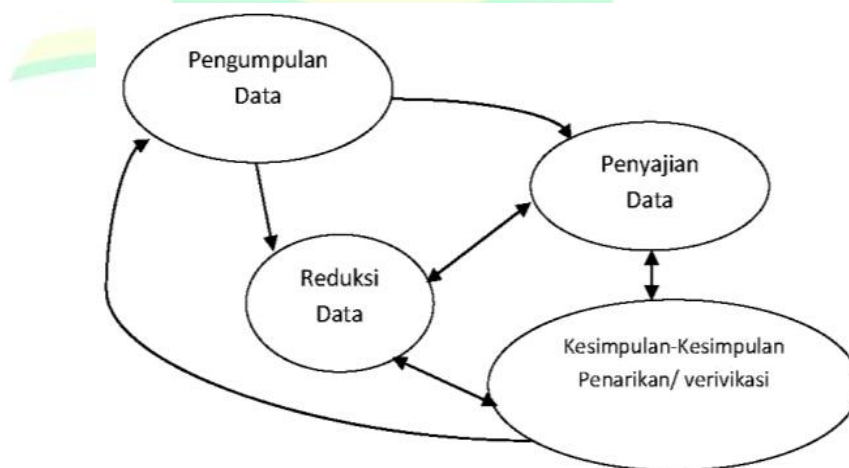 Pengumpulan
Data
Penyajian
Data
Reduksi
Data
Kesimpulan-Kesimpulan
Penarikan/ verivikasi